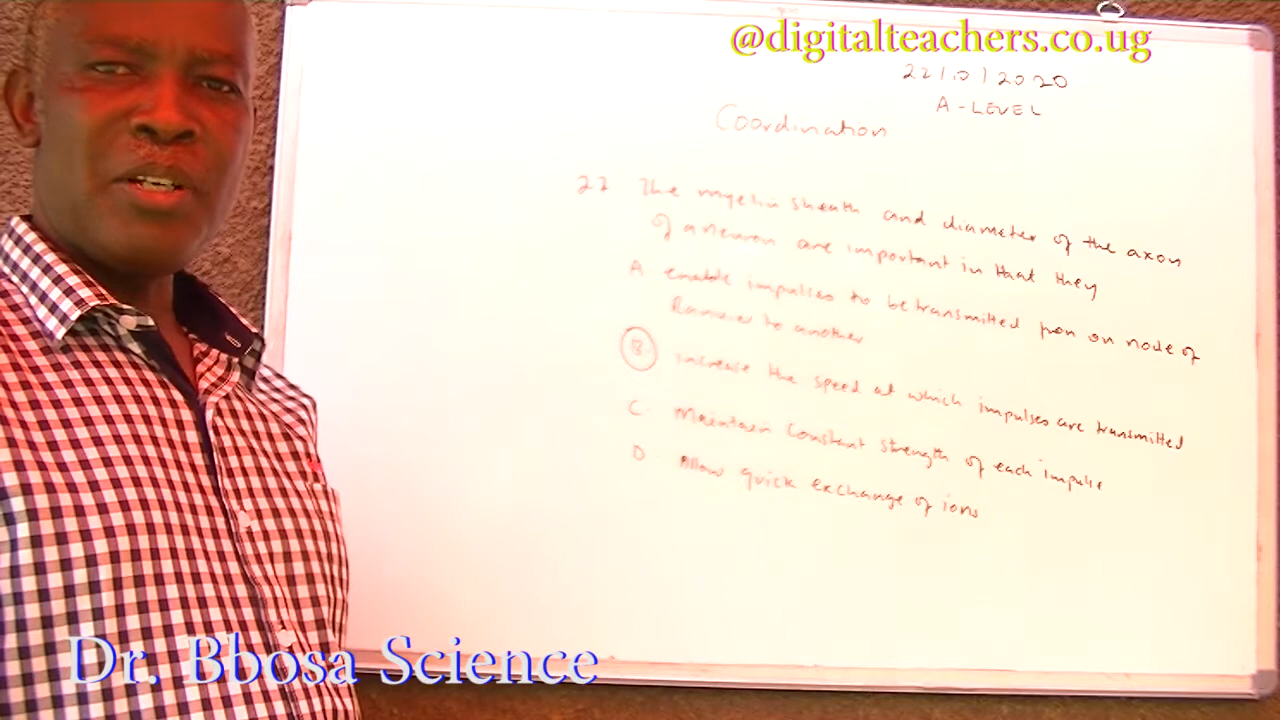 @digitalteachers.co.ug
22/10/2020
A-LEVEL
Coordination
22 The myelin sheath and diameter of the axon
of a neuron are important in that they
A enable impulses to be transmitted from on node of
Ranvier to another
B. increase the speed at which impulses are transmitted
C. Maintain constant strength of each impulse
D. Allow quick exchange of ions
Dr. Bbosa Science